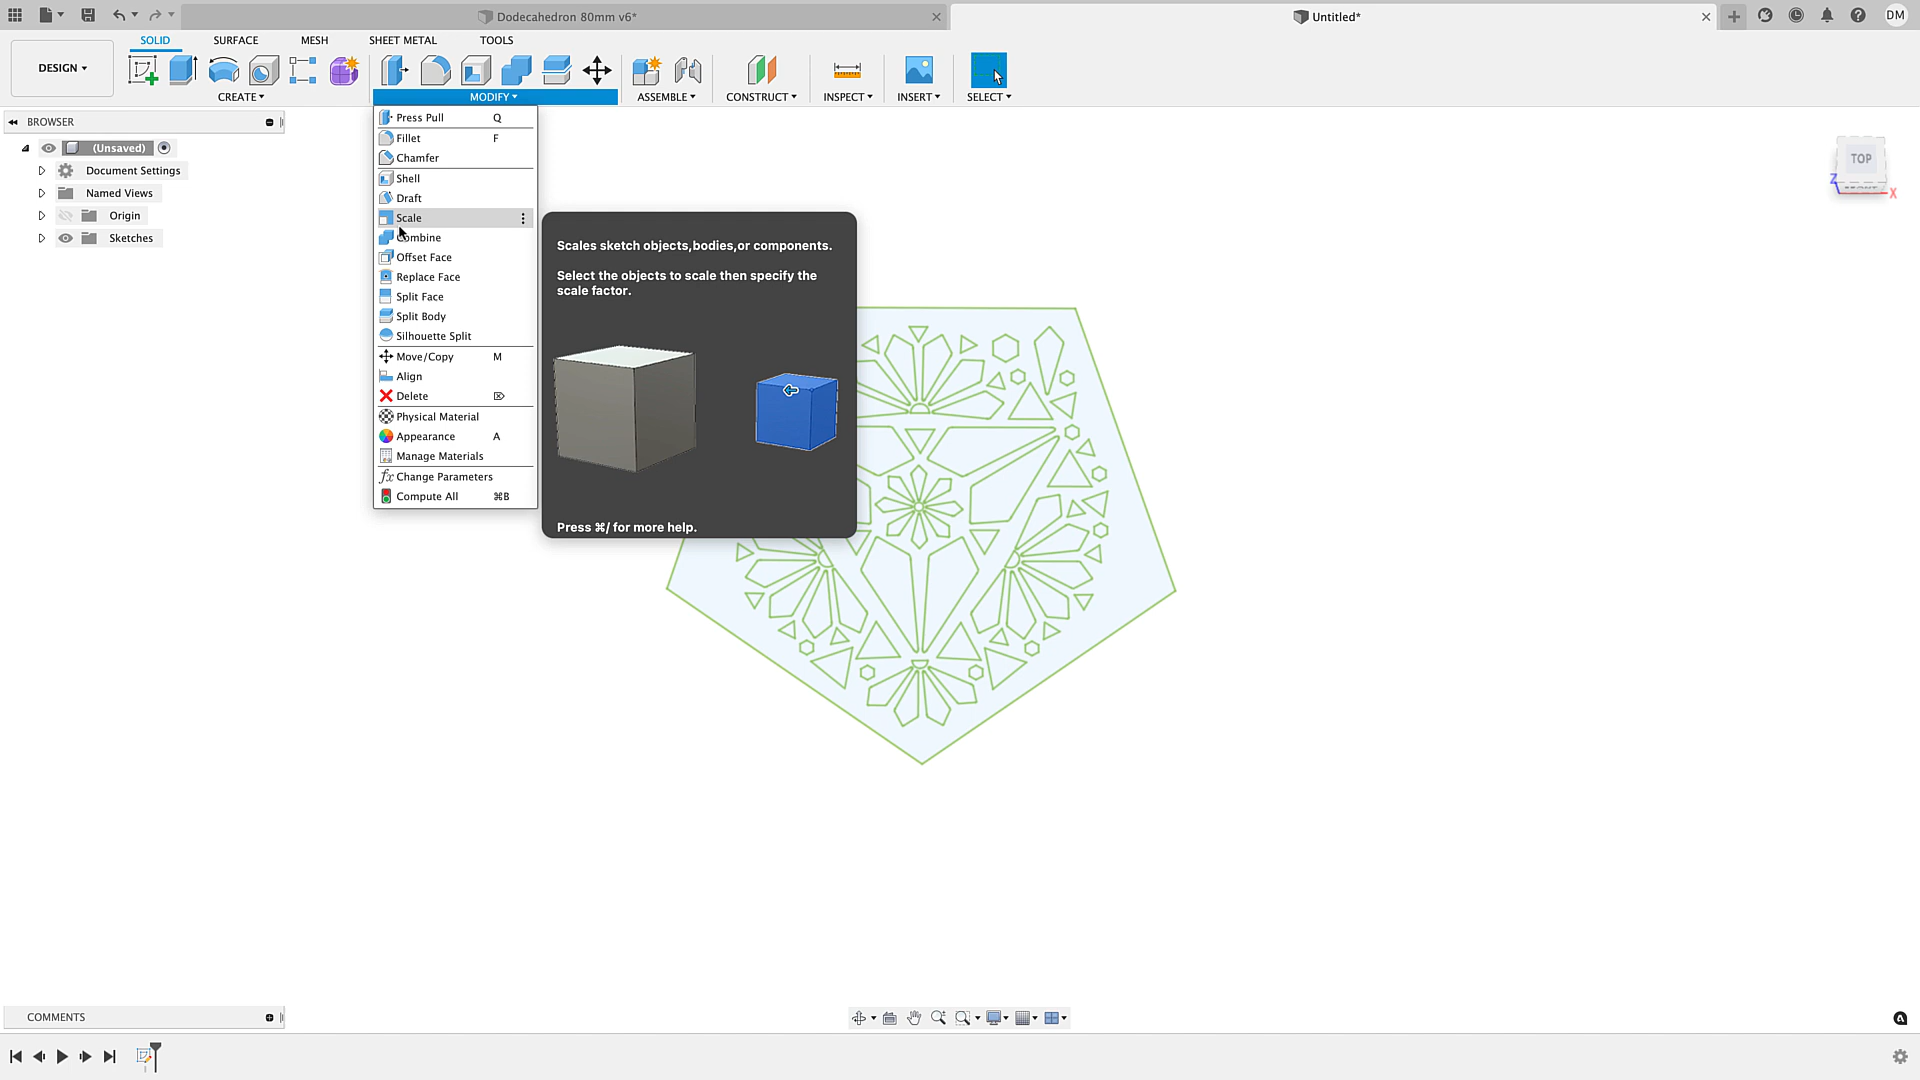 Dodecahedron 80mm v6*
Untitled*
DM
DESIGN
SOLID
SURFACE
MESH
SHEET METAL
TOOLS
CREATE
MODIFY
ASSEMBLE
CONSTRUCT
INSPECT
INSERT
SELECT
BROWSER
(Unsaved)
Document Settings
Named Views
Origin
Sketches
Press Pull Q
Fillet F
Chamfer
Shell
Draft
Scale
Combine
Offset Face
Replace Face
Split Face
Split Body
Silhouette Split
Move/Copy M
Align
Delete ⌦
Physical Material
Appearance A
Manage Materials
Change Parameters
Compute All ⌘B
Scales sketch objects,bodies,or components.
Select the objects to scale then specify the
scale factor.
Press ⌘/ for more help.
TOP
Z
X
COMMENTS